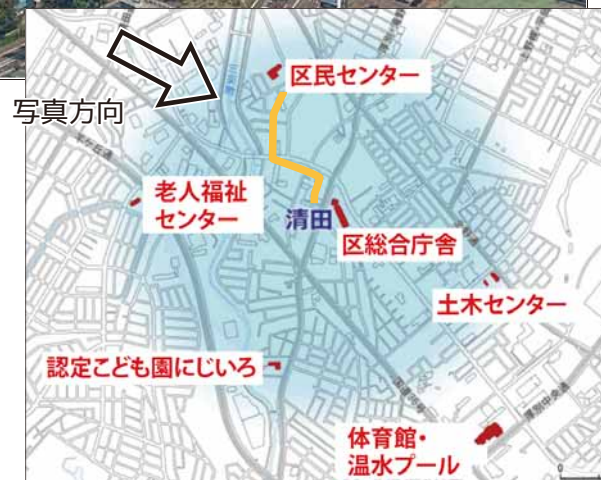 写真方向
区民センター
老人福祉
センター
清田
区総合庁舎
土木センター
認定こども園にじいろ
体育館・
温水プール
0